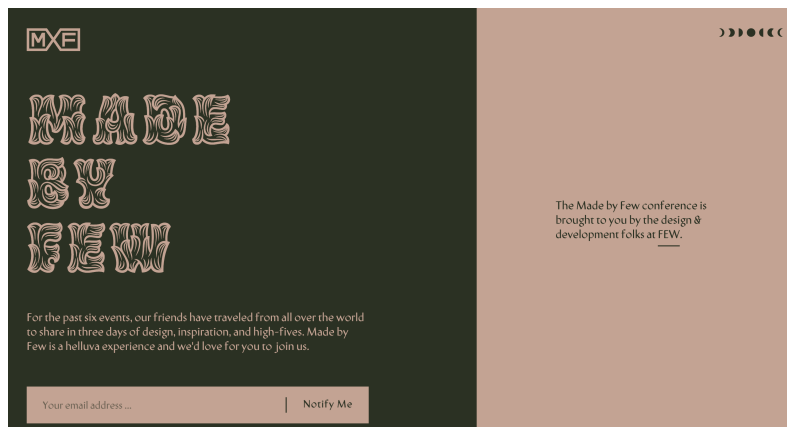 MXF
MADE
BY
FEW
For the past six events, our friends have traveled from all over the world
to share in three days of design, inspiration, and high-fives. Made by
Few is a helluva experience and we'd love for you to join us.
Your email address ...
Notify Me
The Made by Few conference is
brought to you by the design &
development folks at FEW.